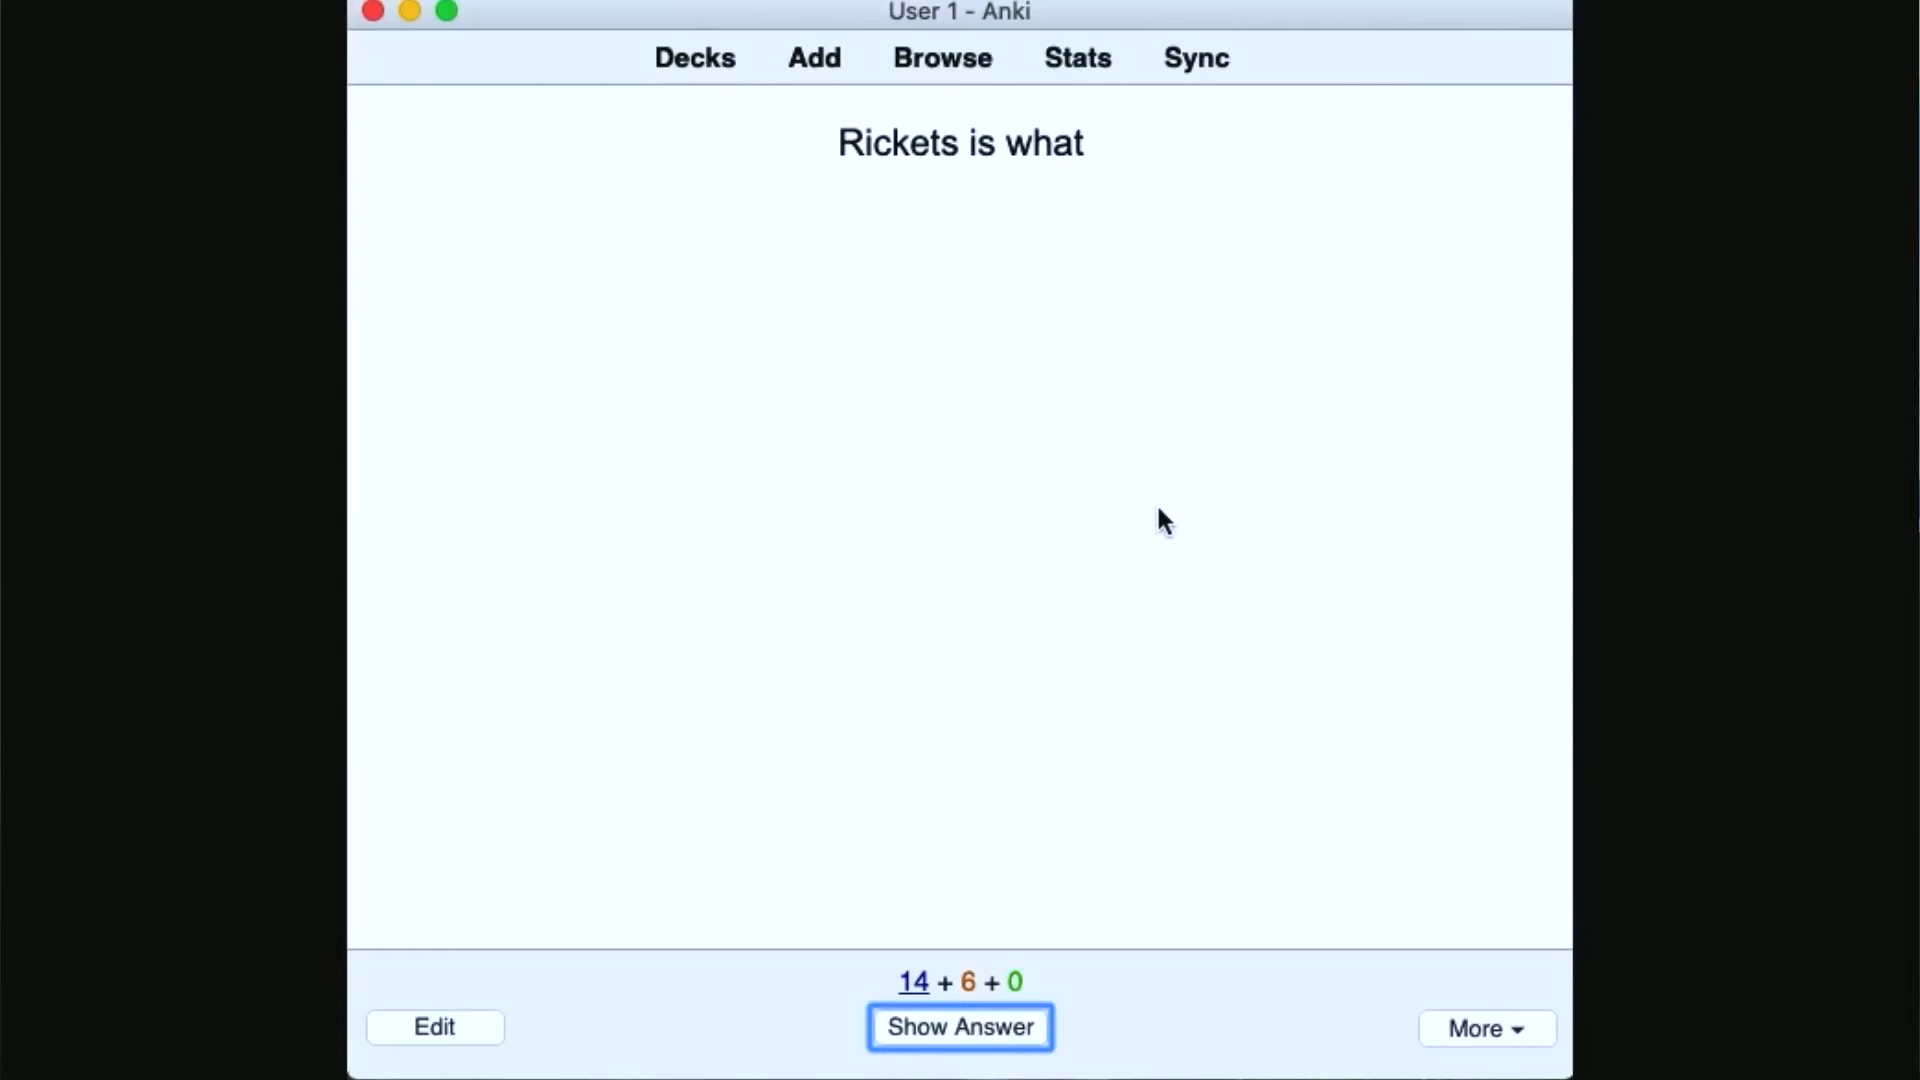 User 1 - Anki
Decks Add Browse Stats Sync
Rickets is what
14 + 6 + 0
Edit Show Answer More